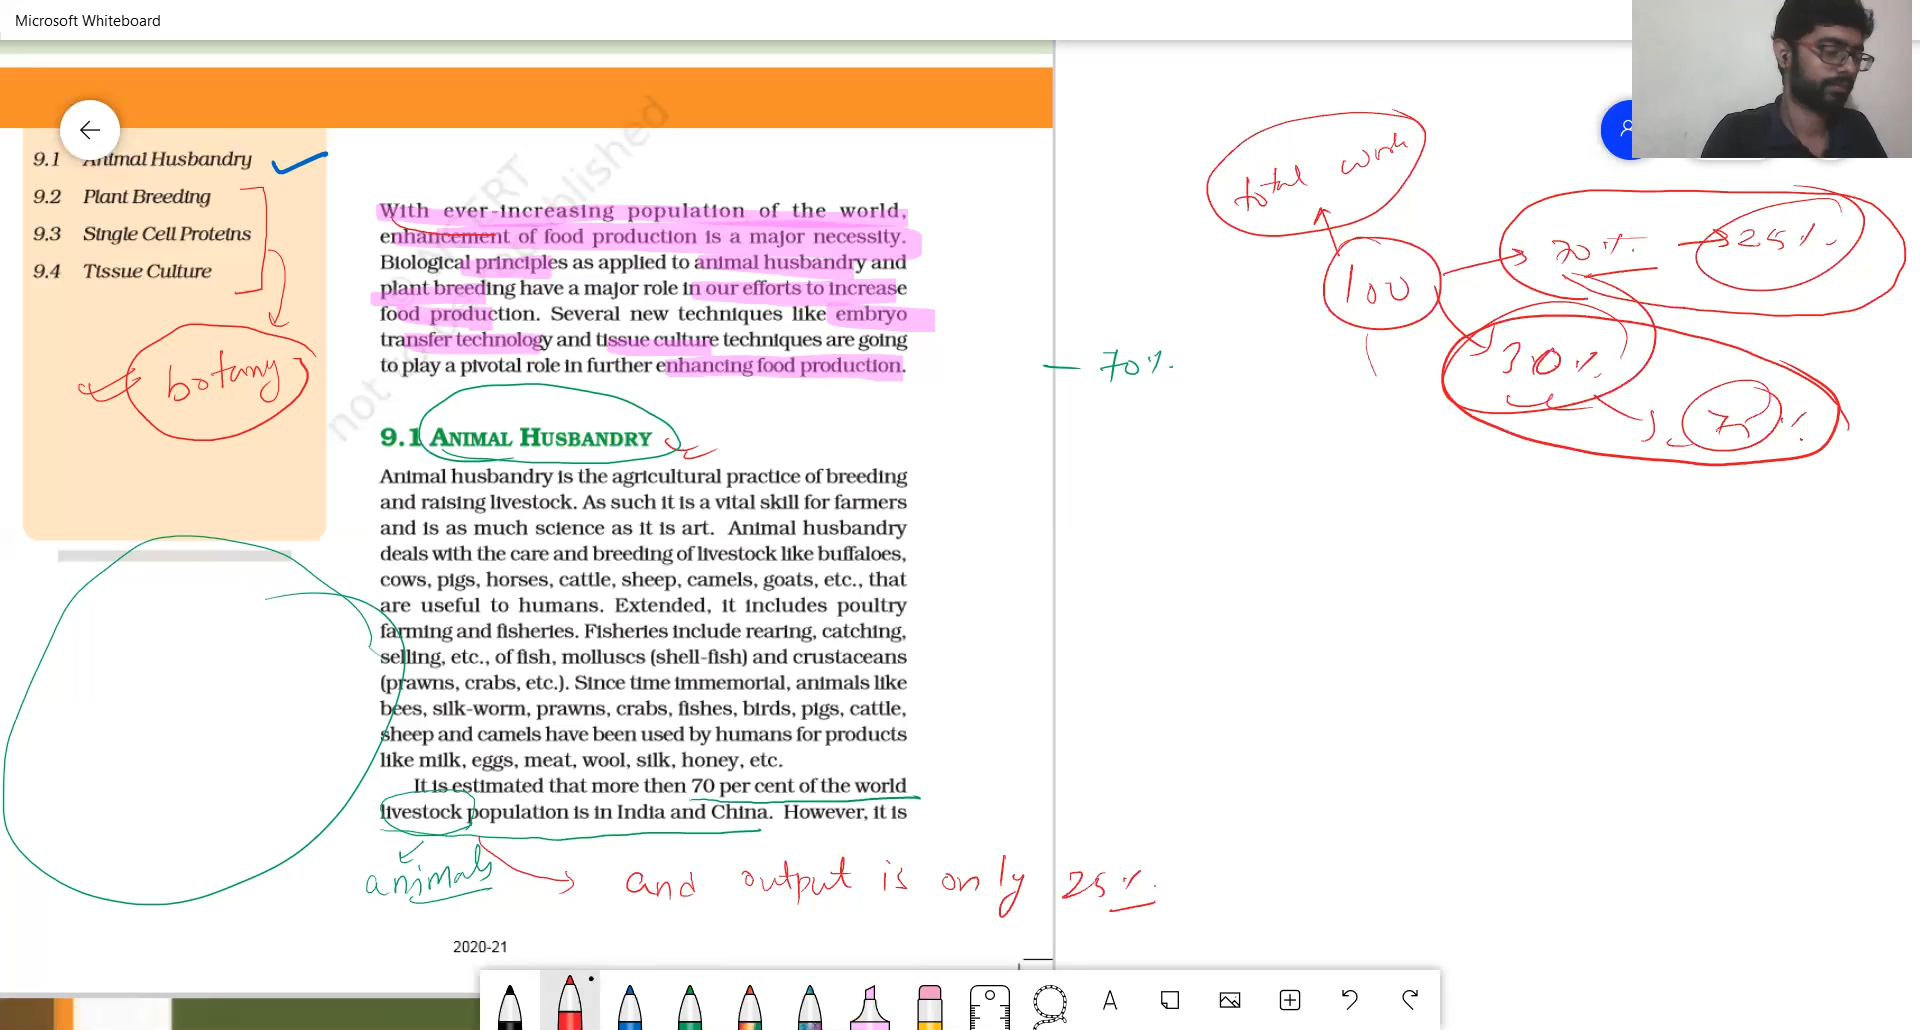 Microsoft Whiteboard
9.1 Animal Husbandry
9.2 Plant Breeding
9.3 Single Cell Proteins
9.4 Tissue Culture
botany
With ever-increasing population of the world,
enhancement of food production is a major necessity.
Biological principles as applied to animal husbandry and
plant breeding have a major role in our efforts to increase
food production. Several new techniques like embryo
transfer technology and tissue culture techniques are going
to play a pivotal role in further enhancing food production.
9.1 ANIMAL HUSBANDRY
Animal husbandry is the agricultural practice of breeding
and raising livestock. As such it is a vital skill for farmers
and is as much science as it is art. Animal husbandry
deals with the care and breeding of livestock like buffaloes,
cows, pigs, horses, cattle, sheep, camels, goats, etc., that
are useful to humans. Extended, it includes poultry
farming and fisheries. Fisheries include rearing, catching,
selling, etc., of fish, molluscs (shell-fish) and crustaceans
(prawns, crabs, etc.). Since time immemorial, animals like
bees, silk-worm, prawns, crabs, fishes, birds, pigs, cattle,
sheep and camels have been used by humans for products
like milk, eggs, meat, wool, silk, honey, etc.
It is estimated that more then 70 per cent of the world
livestock population is in India and China. However, it is
animals
and output is only 25%
2020-21
— 70%
total work
100
70% 25%
30%